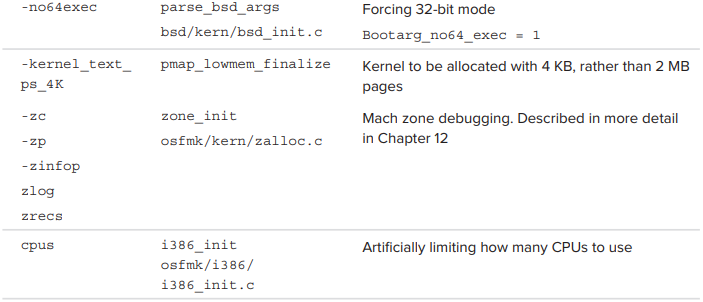 -no64exec parse_bsd_args Forcing 32-bit mode
bsd/kern/bsd_init.c Bootarg_no64_exec = 1
-kernel_text_ pmap_lowmem_finalize Kernel to be allocated with 4 KB, rather than 2 MB
ps_4K pages
-zc zone_init Mach zone debugging. Described in more detail
-zp osfmk/kern/zalloc.c in Chapter 12
-zinfop
zlog
zrecs
cpus i386_init Artificially limiting how many CPUs to use
osfmk/i386/
i386_init.c